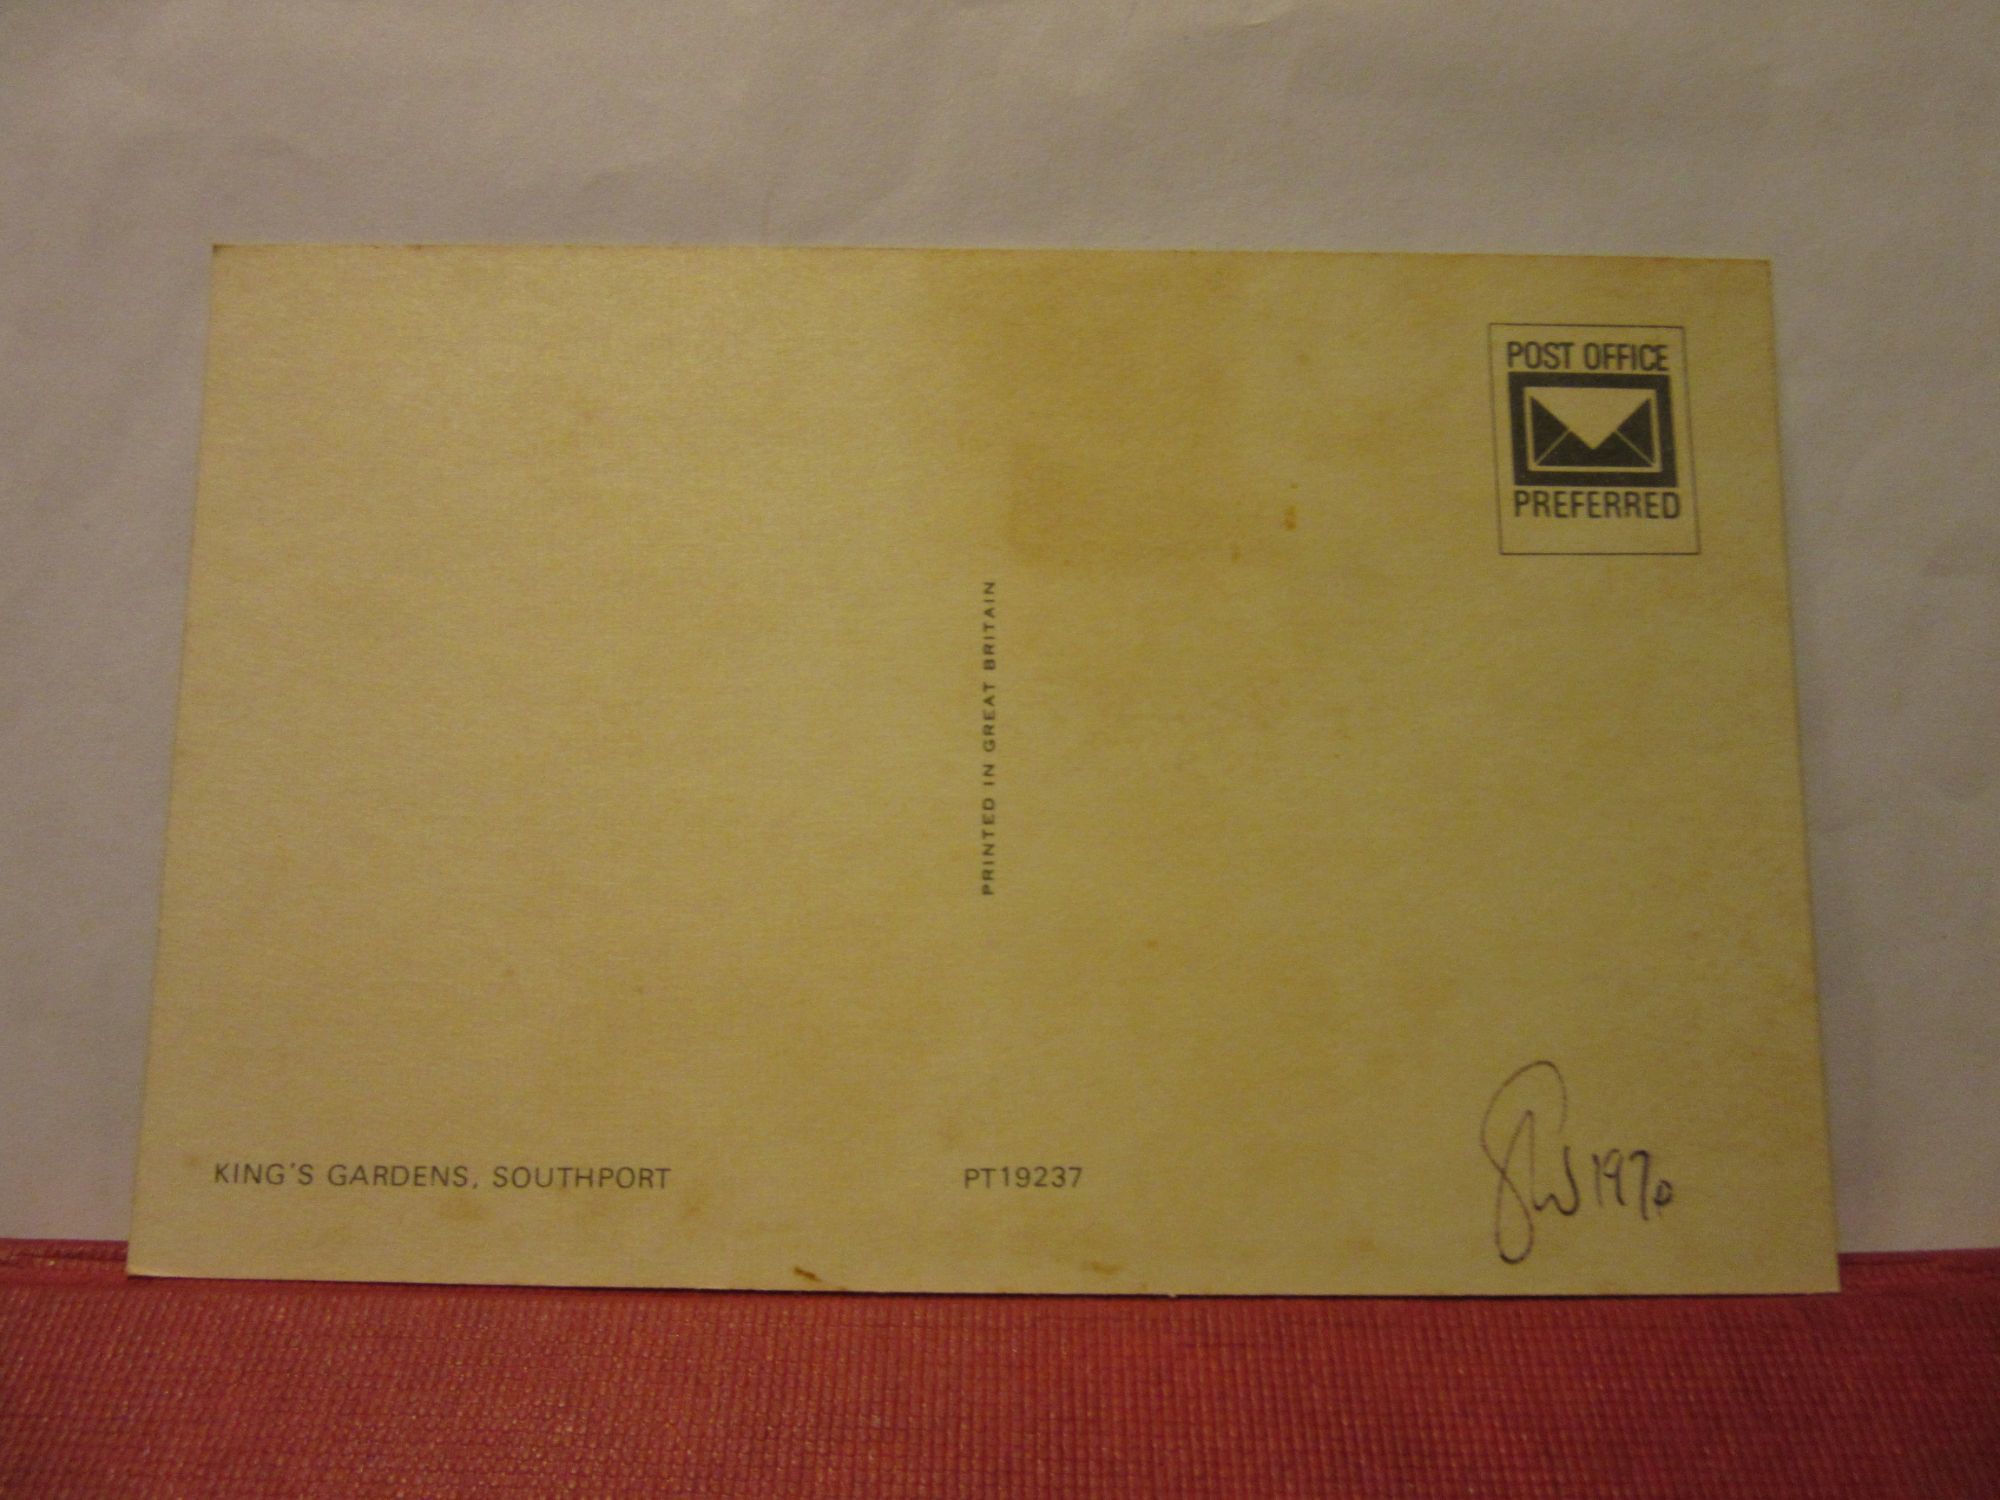 POST OFFICE
PREFERRED
PRINTED IN GREAT BRITAIN
KING'S GARDENS, SOUTHPORT
PT19237
1970